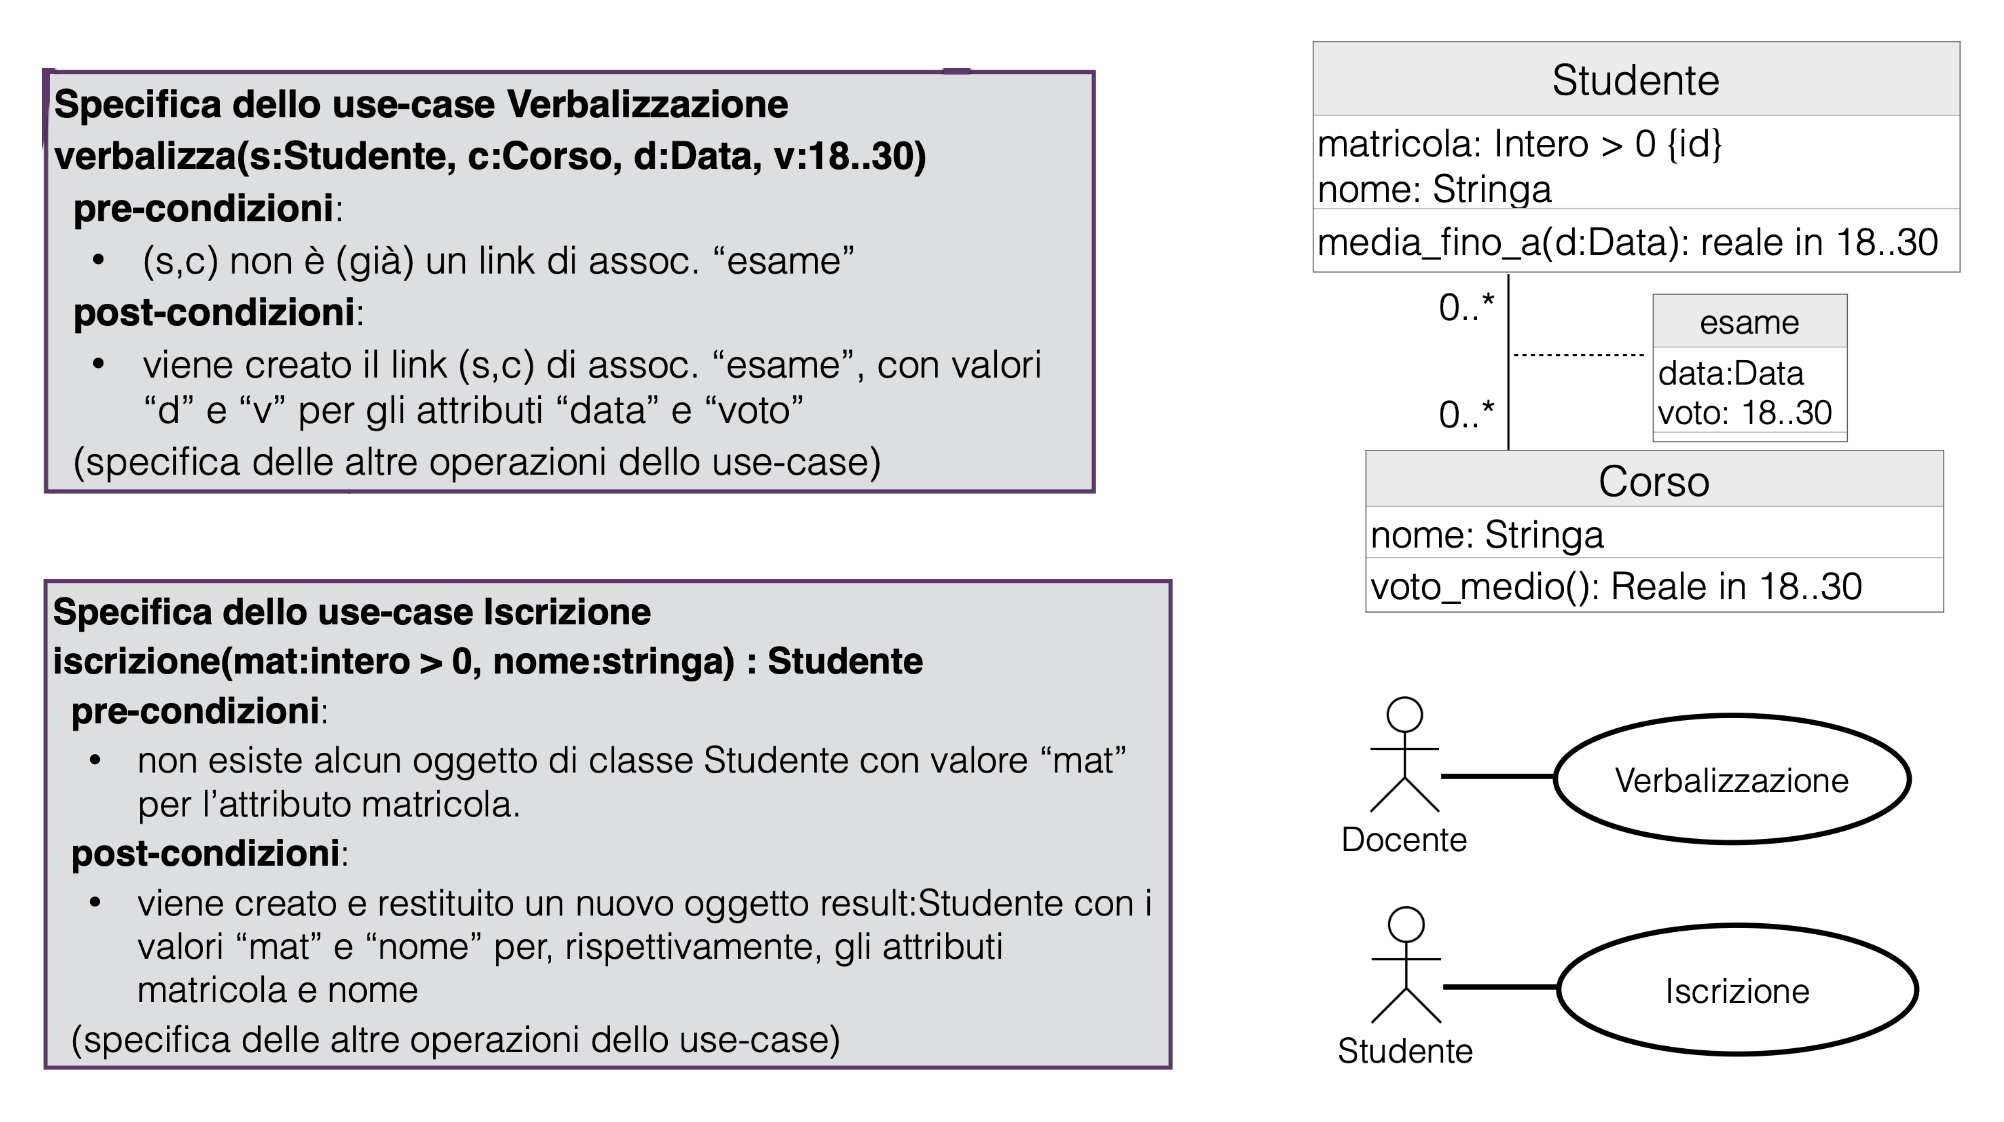 Specifica dello use-case Verbalizzazione
verbalizza(s:Studente, c:Corso, d:Data, v:18..30)
pre-condizioni:
• (s,c) non è (già) un link di assoc. “esame”
post-condizioni:
• viene creato il link (s,c) di assoc. “esame”, con valori
“d” e “v” per gli attributi “data” e “voto”
(specifica delle altre operazioni dello use-case)
Specifica dello use-case Iscrizione
iscrizione(mat:intero > 0, nome:stringa) : Studente
pre-condizioni:
• non esiste alcun oggetto di classe Studente con valore “mat”
per l’attributo matricola.
post-condizioni:
• viene creato e restituito un nuovo oggetto result:Studente con i
valori “mat” e “nome” per, rispettivamente, gli attributi
matricola e nome
(specifica delle altre operazioni dello use-case)
Studente
matricola: Intero > 0 {id}
nome: Stringa
media_fino_a(d:Data): reale in 18..30
0..*
esame
data:Data
voto: 18..30
0..*
Corso
nome: Stringa
voto_medio(): Reale in 18..30
Verbalizzazione
Docente
Iscrizione
Studente